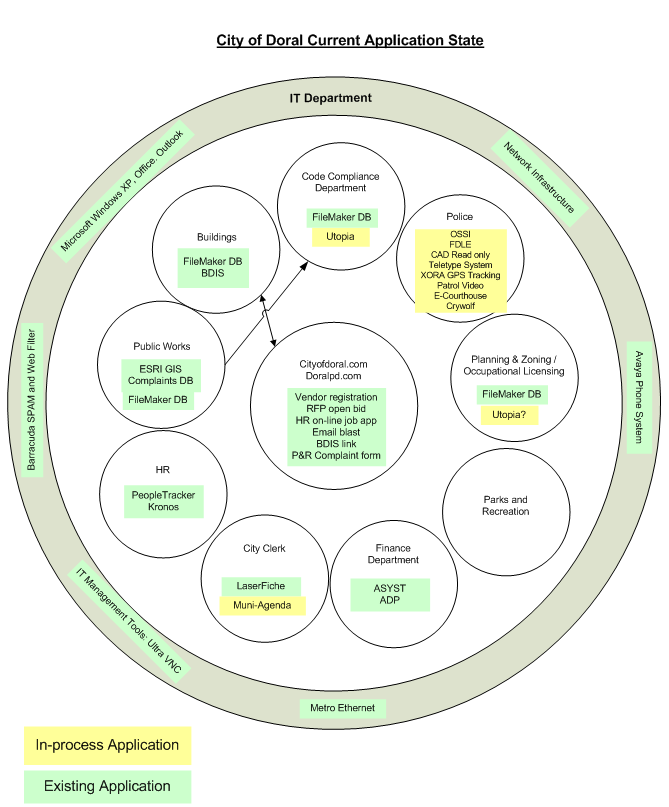 City of Doral Current Application State
IT Department
Microsoft Windows XP, Office. Outlook
Network Infrastructure
Code Compliance
Department
FileMaker DB
Utopia
Buildings
FileMaker DB
BDIS
Police
OSSI
FDLE
CAD Read only
Teletype System
XORA GPS Tracking
Patrol Video
E-Courthouse
Crywolf
Public Works
ESRI GIS
Complaints DB
FileMaker DB
Cityofdoral.com
Doralpd.com
Vendor registration
RFP open bid
HR on-line job app
Email blast
BDIS link
P&R Complaint form
Planning & Zoning /
Occupational Licensing
FileMaker DB
Utopia?
Barracuda SPAM and Web Filter
Avaya Phone System
HR
PeopleTracker
Kronos
Parks and
Recreation
City Clerk
LaserFiche
Muni-Agenda
Finance
Department
ASYST
ADP
IT Management Tools: Ultra VNC
Metro Ethernet
In-process Application
Existing Application